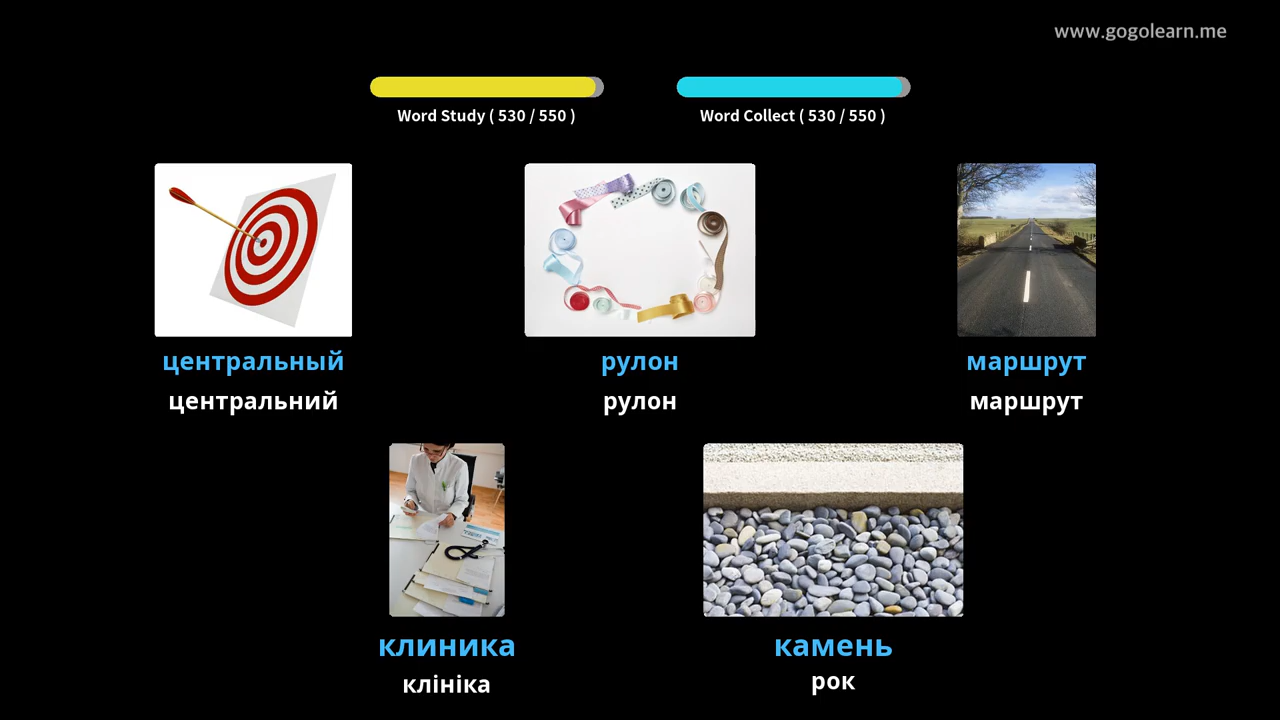 www.gogolearn.me
Word Study ( 530 / 550 )
Word Collect ( 530 / 550 )
центральный
центральний
рулон
рулон
маршрут
маршрут
клиника
клініка
камень
рок